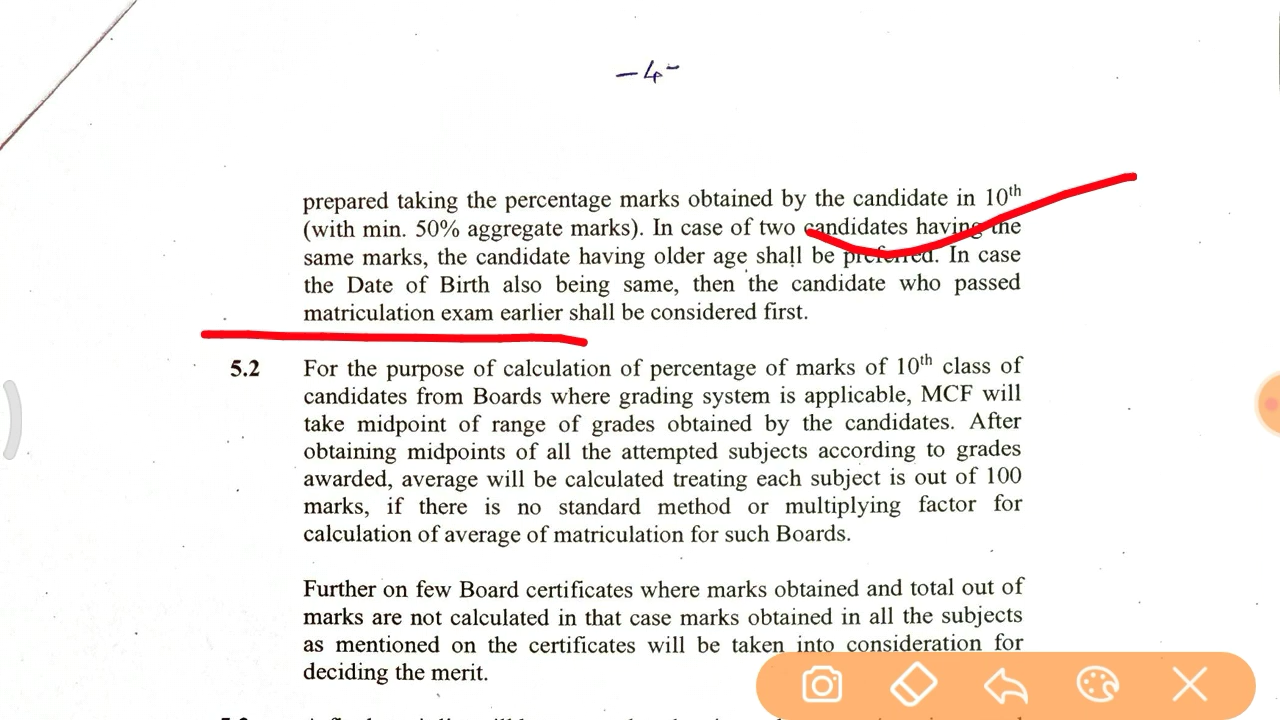 -4-
prepared taking the percentage marks obtained by the candidate in 10th
(with min. 50% aggregate marks). In case of two candidates having the
same marks, the candidate having older age shall be preferred. In case
the Date of Birth also being same, then the candidate who passed
matriculation exam earlier shall be considered first.
5.2 For the purpose of calculation of percentage of marks of 10th class of
candidates from Boards where grading system is applicable, MCF will
take midpoint of range of grades obtained by the candidates. After
obtaining midpoints of all the attempted subjects according to grades
awarded, average will be calculated treating each subject is out of 100
marks, if there is no standard method or multiplying factor for
calculation of average of matriculation for such Boards.
Further on few Board certificates where marks obtained and total out of
marks are not calculated in that case marks obtained in all the subjects
as mentioned on the certificates will be taken into consideration for
deciding the merit.